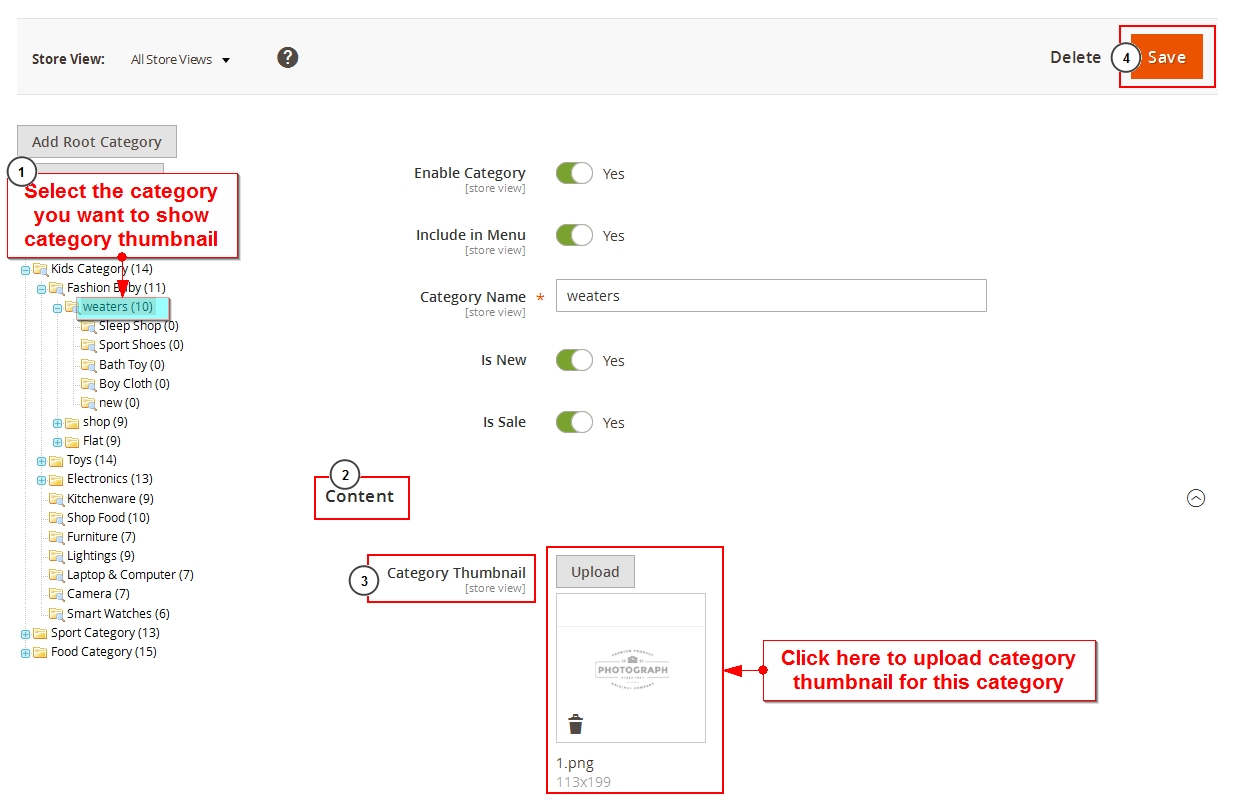 Store View: All Store Views ?
Delete 4 Save
Add Root Category
1
Select the category
you want to show
category thumbnail
Kids Category (14)
Fashion
by (11)
weaters (10)
Sleep Shop (0)
Sport Shoes (0)
Bath Toy (0)
Boy Cloth (0)
new (0)
shop (9)
Flat (9)
Toys (14)
Electronics (13)
Kitchenware (9)
Shop Food (10)
Furniture (7)
Lightings (9)
Laptop & Computer (7)
Camera (7)
Smart Watches (6)
Sport Category (13)
Food Category (15)
Enable Category
[store view]
Yes
Include in Menu
[store view]
Yes
Category Name *
[store view]
weaters
Is New
Yes
Is Sale
Yes
2
Content
3
Category Thumbnail
[store view]
Upload
PREMIUM PRODUCT
PHOTOGRAPH
ORIGINAL COMPANY
1.png
113x199
Click here to upload category
thumbnail for this category